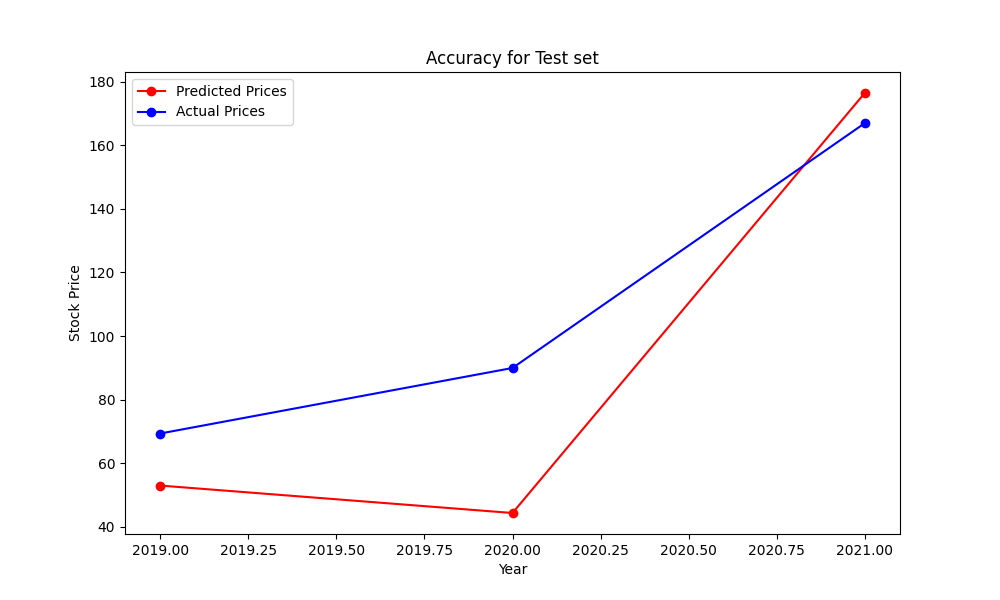 Accuracy for Test set
Predicted Prices
Actual Prices
180
160
140
120
100
80
60
40
Stock Price
2019.00 2019.25 2019.50 2019.75 2020.00 2020.25 2020.50 2020.75 2021.00
Year